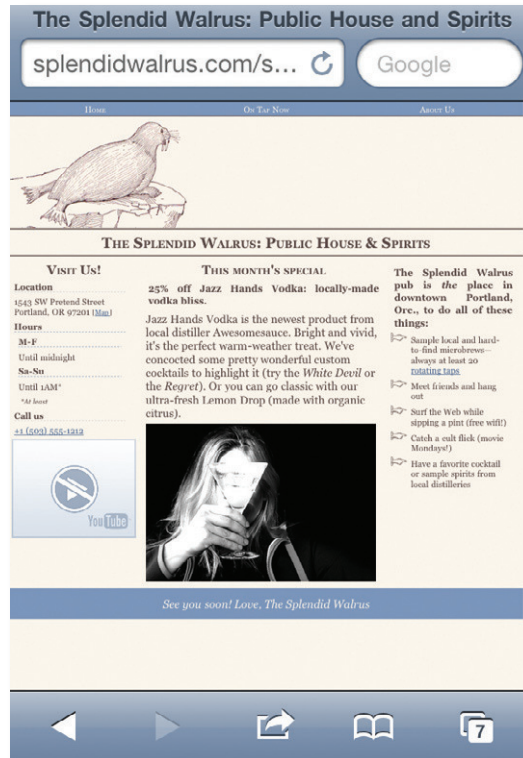 The Splendid Walrus: Public House and Spirits
splendidwalrus.com/s...
Google
Home
On Tap Now
About Us
The Splendid Walrus: Public House & Spirits
Visit Us!
Location
1543 SW Pretend Street
Portland, OR 97201 [Map]
Hours
M-F
Until midnight
Sa-Su
Until 1AM*
*At least
Call us
+1 (503) 555-1212
YouTube
This month's special
25% off Jazz Hands Vodka: locally-made
vodka bliss.
Jazz Hands Vodka is the newest product from
local distiller Awesomesauce. Bright and vivid,
it's the perfect warm-weather treat. We've
concocted some pretty wonderful custom
cocktails to highlight it (try the White Devil or
the Regret). Or you can go classic with our
ultra-fresh Lemon Drop (made with organic
citrus).
The Splendid Walrus
pub is the place in
downtown Portland,
Ore., to do all of these
things:
Sample local and hard-
to-find microbrews—
always at least 20
rotating taps
Meet friends and hang
out
Surf the Web while
sipping a pint (free wifi!)
Catch a cult flick (movie
Mondays!)
Have a favorite cocktail
or sample spirits from
local distilleries
See you soon! Love, The Splendid Walrus
7